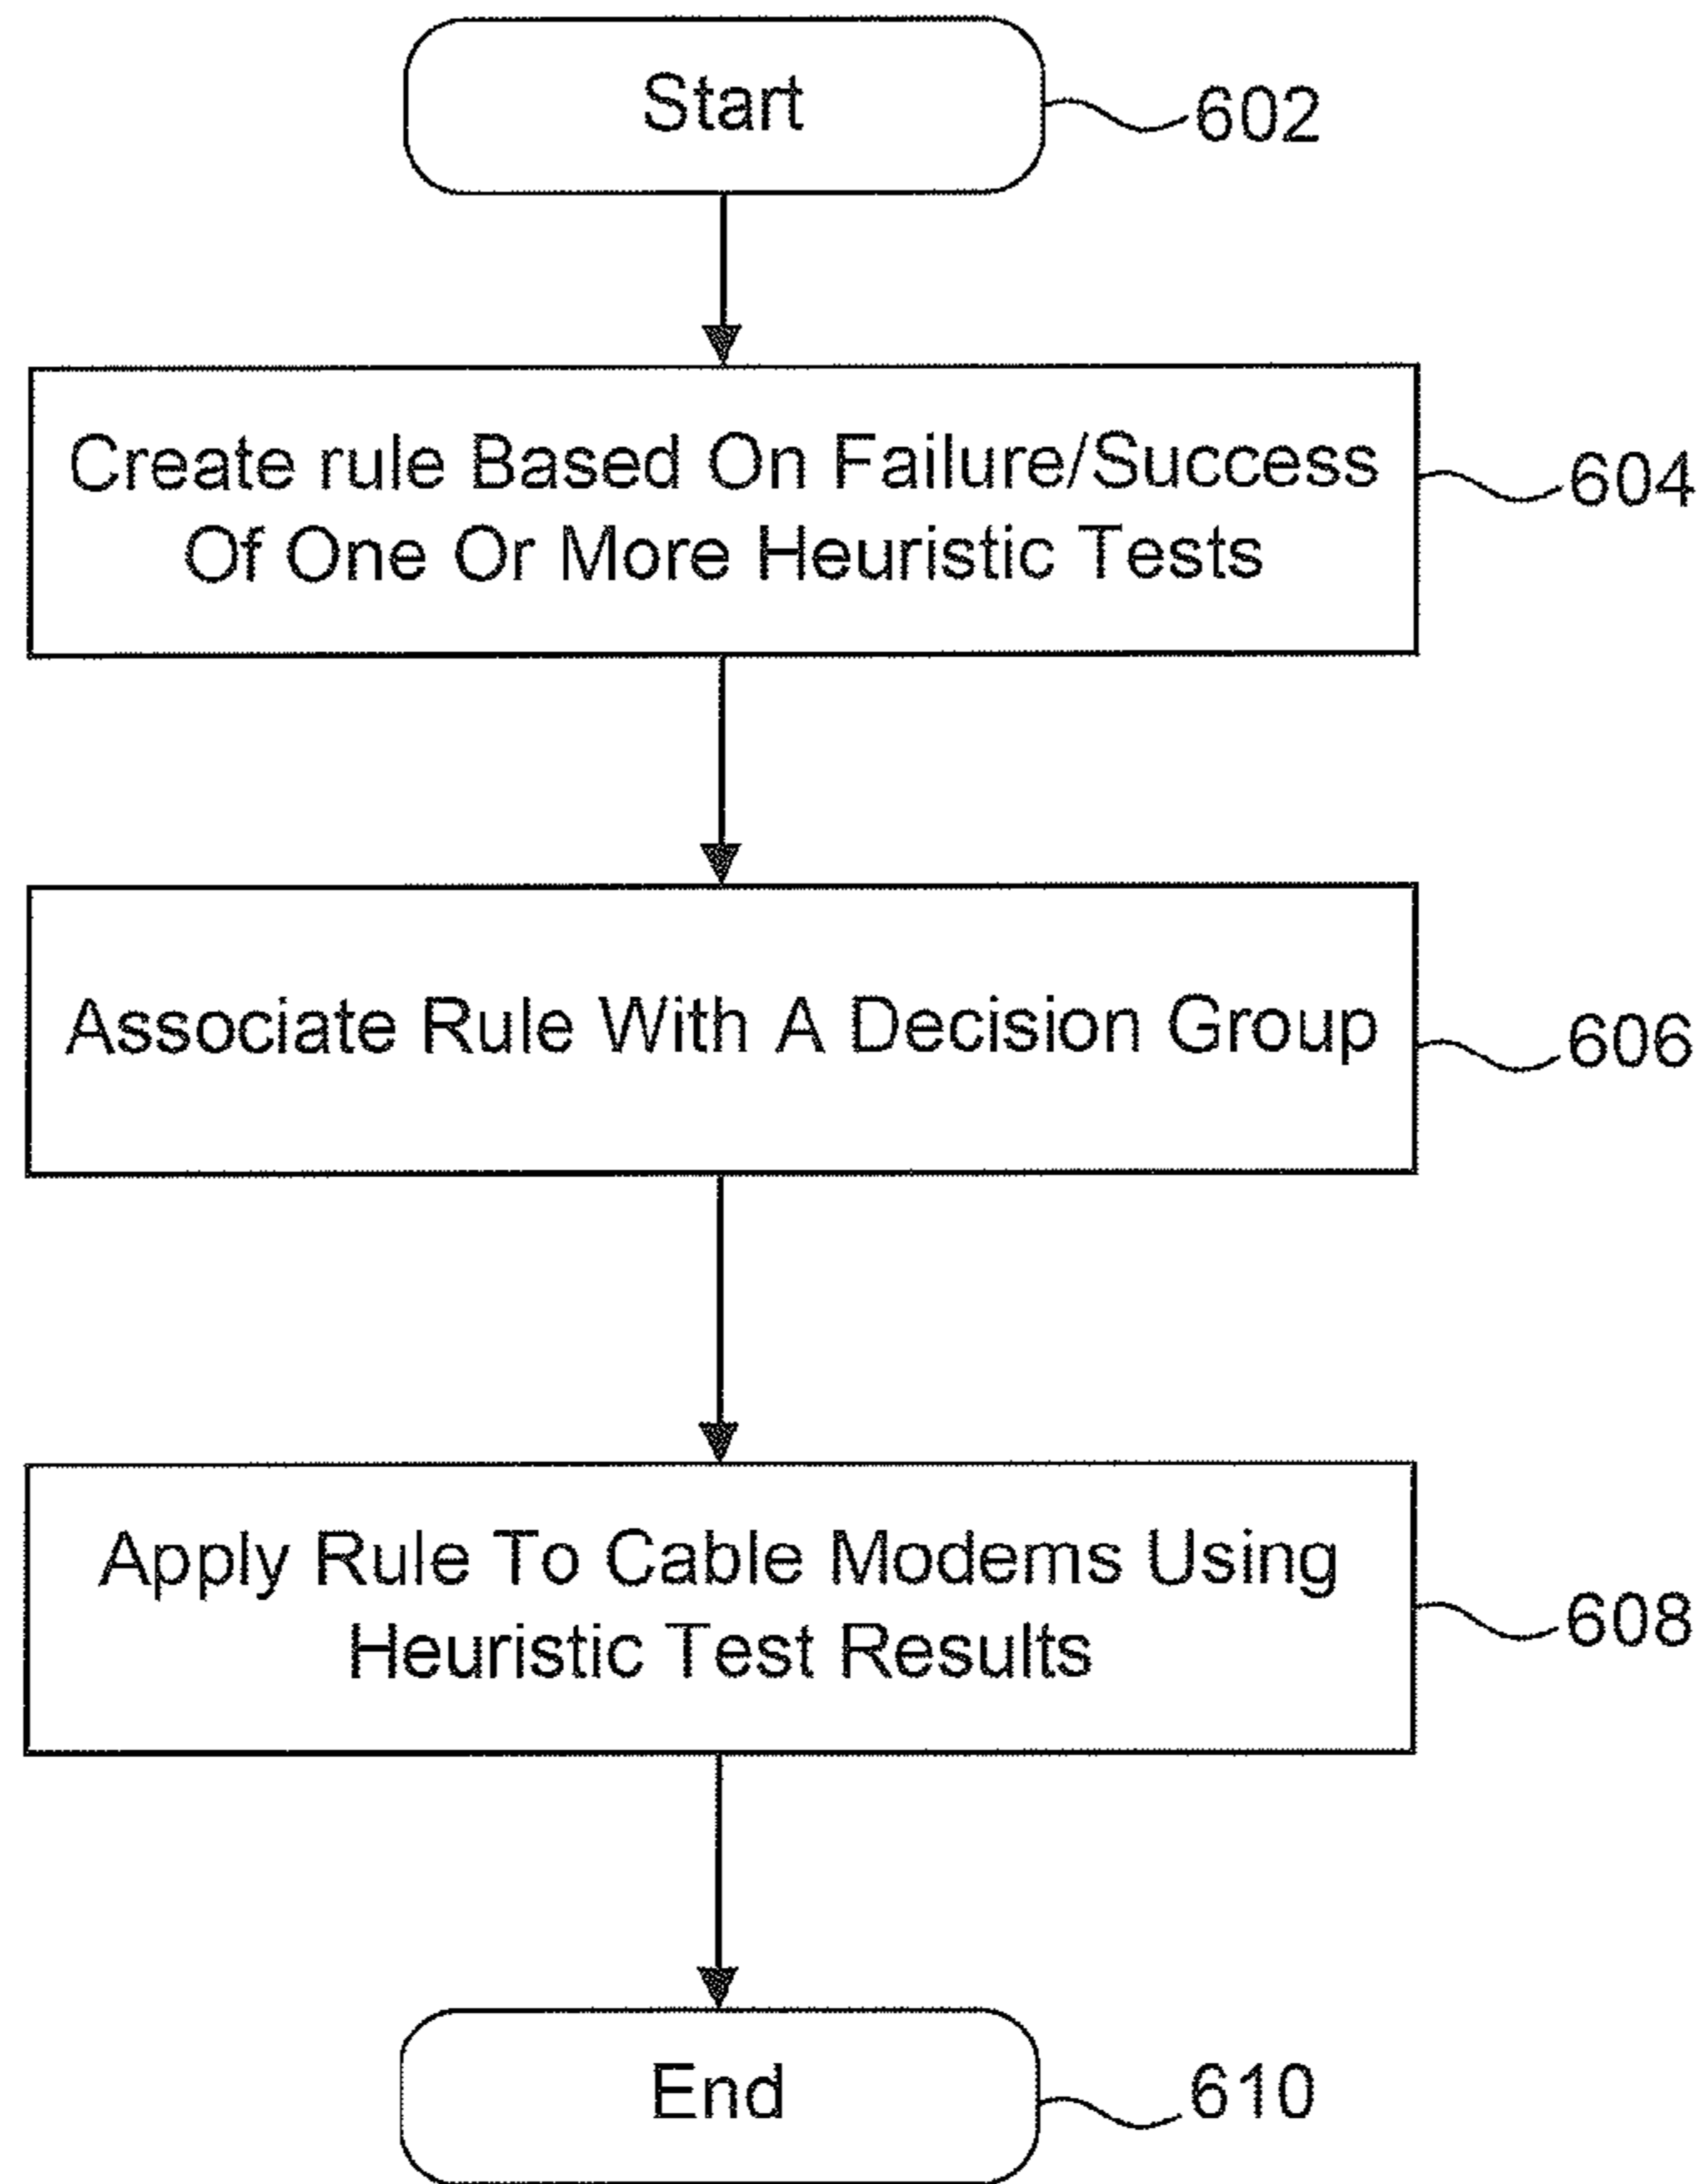 Start
602
Create rule Based On Failure/Success
Of One Or More Heuristic Tests
604
Associate Rule With A Decision Group
606
Apply Rule To Cable Modems Using
Heuristic Test Results
608
End
610